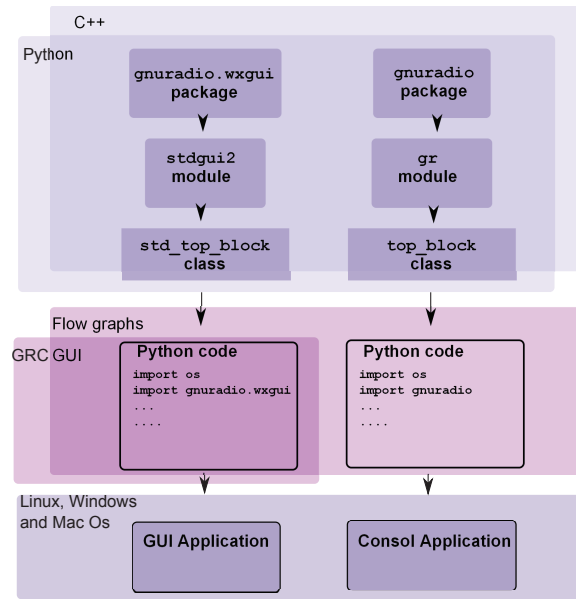 C++
Python
gnuradio.wxgui
package
gnuradio
package
stdgui2
module
gr
module
std_top_block
class
top_block
class
Flow graphs
GRC GUI
Python code
import os
import gnuradio.wxgui
...
....
Python code
import os
import gnuradio
...
....
Linux, Windows
and Mac Os
GUI Application
Consol Application